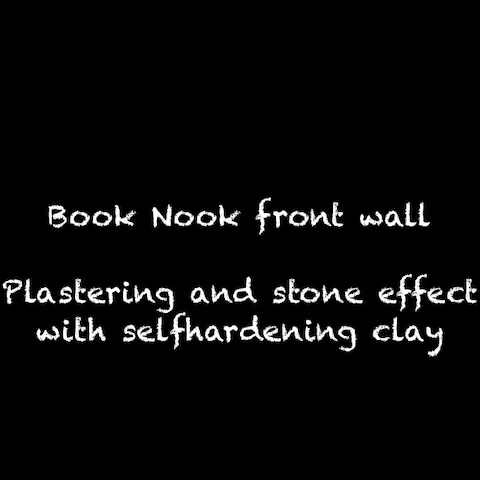 Book Nook front wall
Plastering and stone effect
with selfhardening clay